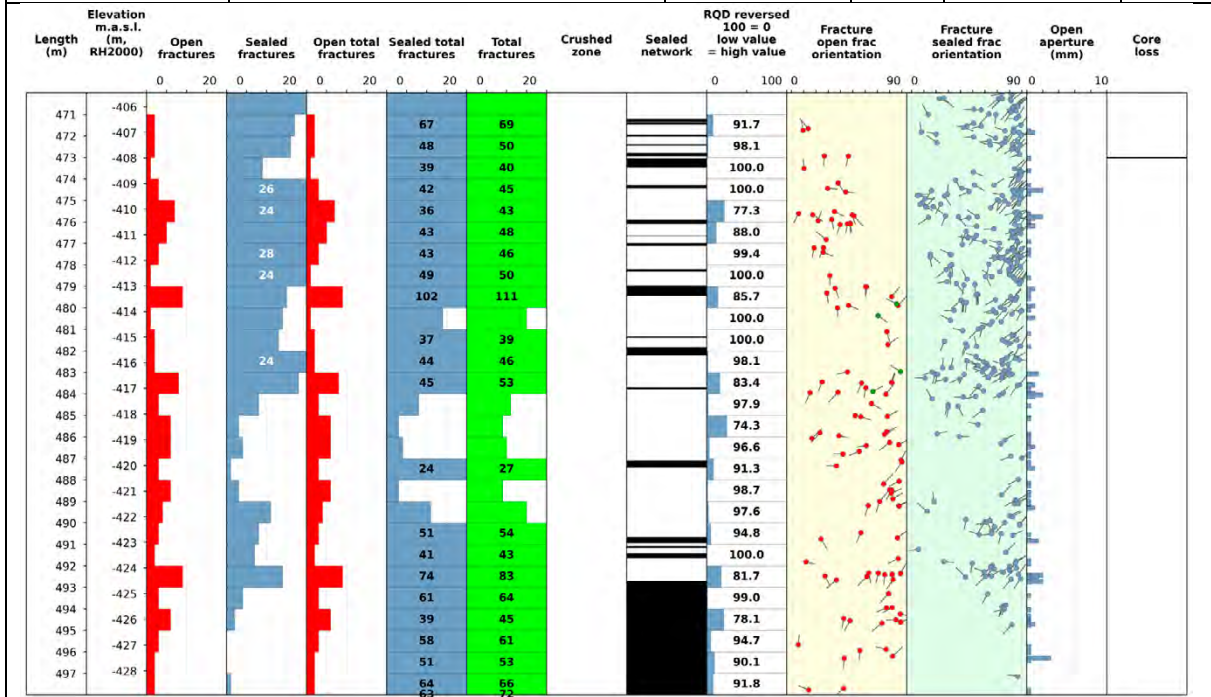 Length
(m)
Elevation
m.a.s.l.
(m,
RH2000)
Open
fractures
Sealed
fractures
Open total
fractures
Sealed total
fractures
Total
fractures
Crushed
zone
Sealed
network
RQD reversed
100 = 0
low value
= high value
Fracture
open frac
orientation
Fracture
sealed frac
orientation
Open
aperture
(mm)
Core
loss
0 20 0 20 0 20 0 20 0 20 0 100 0 90 0 90 0 10
-406
471
67 69 91.7
-407
472
48 50 98.1
-408
473
39 40 100.0
474
-409
26 42 45 100.0
475
-410
24 36 43 77.3
476
-411
43 48 88.0
477
-412
28 43 46 99.4
478
24 49 50 100.0
-413
479
102 111 85.7
480
-414
100.0
481
-415
37 39 100.0
482
-416
24 44 46 98.1
483
-417
45 53 83.4
484
97.9
-418
485
74.3
486
-419
96.6
487
-420
24 27 91.3
488
-421
98.7
489
-422
97.6
490
51 54 94.8
-423
491
41 43 100.0
492
-424
74 83 81.7
493
-425
61 64 99.0
494
-426
39 45 78.1
495
-427
58 61 94.7
496
51 53 90.1
-428
497
64 66 91.8
63 72